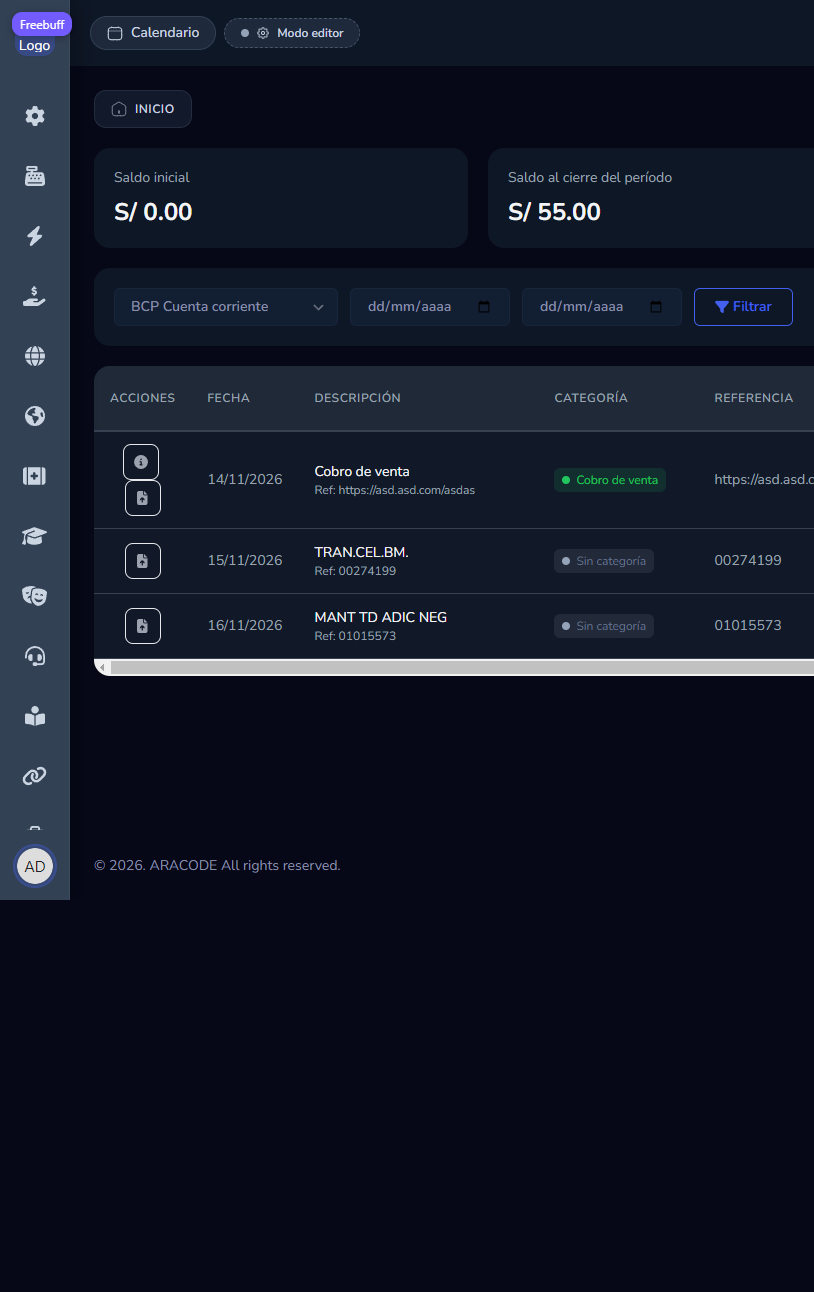 Freebuff
Logo
Calendario
Modo editor
INICIO
Saldo inicial
S/ 0.00
Saldo al cierre del período
S/ 55.00
BCP Cuenta corriente
dd/mm/aaaa
dd/mm/aaaa
Filtrar
ACCIONES FECHA DESCRIPCIÓN CATEGORÍA REFERENCIA
14/11/2026 Cobro de venta Cobro de venta https://asd.asd.c
Ref: https://asd.asd.com/asdas
15/11/2026 TRAN.CEL.BM. Sin categoría 00274199
Ref: 00274199
16/11/2026 MANT TD ADIC NEG Sin categoría 01015573
Ref: 01015573
AD
© 2026. ARACODE All rights reserved.